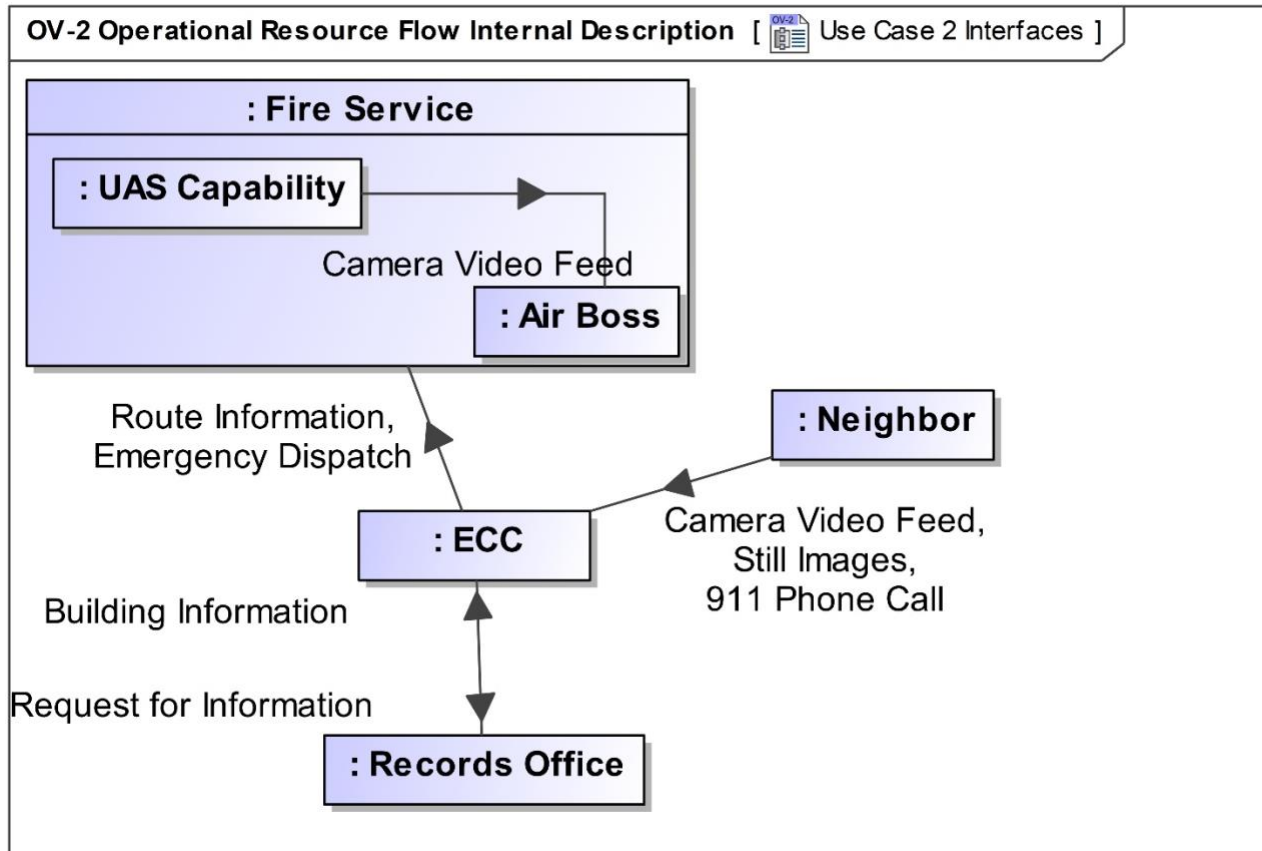 OV-2 Operational Resource Flow Internal Description [ OV-2 Use Case 2 Interfaces ]
: Fire Service
: UAS Capability
Camera Video Feed
: Air Boss
Route Information,
Emergency Dispatch
: Neighbor
: ECC
Camera Video Feed,
Still Images,
911 Phone Call
Building Information
Request for Information
: Records Office